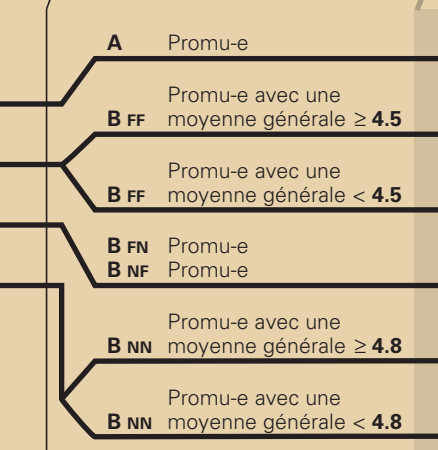 A Promu-e
Promu-e avec une
B FF moyenne générale ≥ 4.5
Promu-e avec une
B FF moyenne générale < 4.5
B FN Promu-e
B NF Promu-e
Promu-e avec une
B NN moyenne générale ≥ 4.8
Promu-e avec une
B NN moyenne générale < 4.8